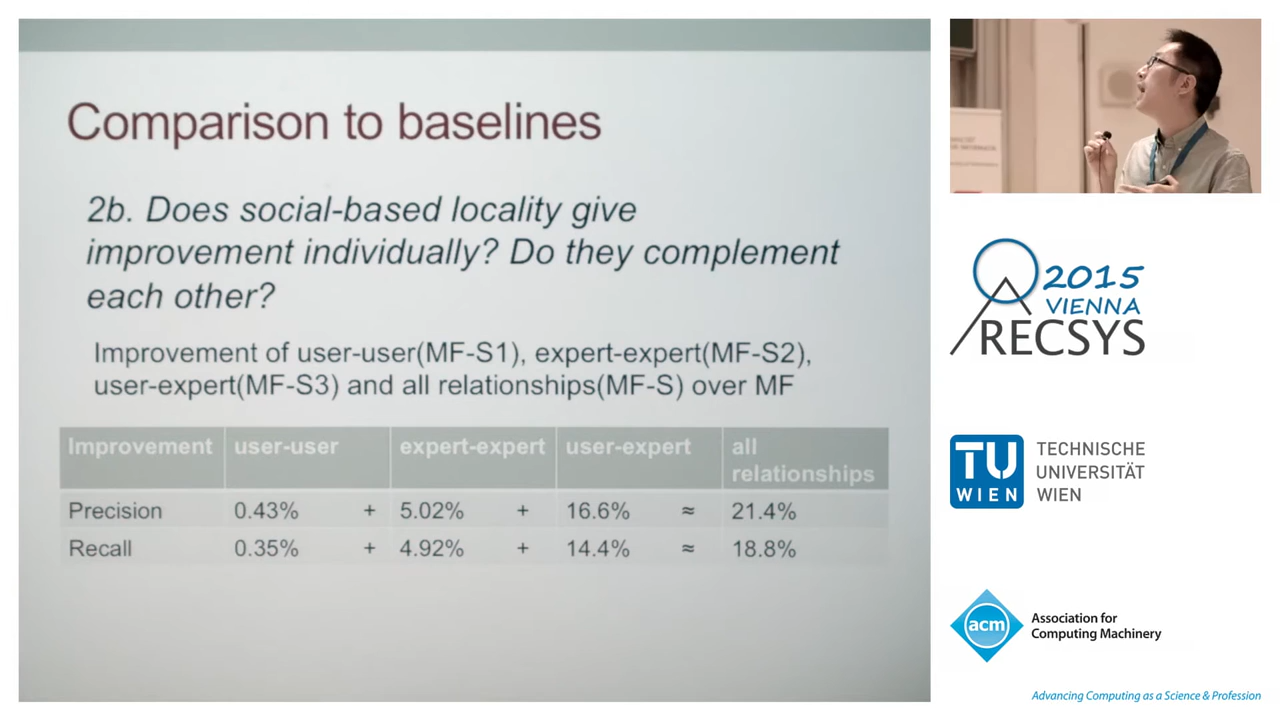 Comparison to baselines
2b. Does social-based locality give
improvement individually? Do they complement
each other?
Improvement of user-user(MF-S1), expert-expert(MF-S2),
user-expert(MF-S3) and all relationships(MF-S) over MF
Improvement user-user expert-expert user-expert all
relationships
Precision 0.43% + 5.02% + 16.6% ≈ 21.4%
Recall 0.35% + 4.92% + 14.4% ≈ 18.8%
2015
VIENNA
RECSYS
TU
WIEN
TECHNISCHE
UNIVERSITÄT
WIEN
acm
Association for
Computing Machinery
Advancing Computing as a Science & Profession